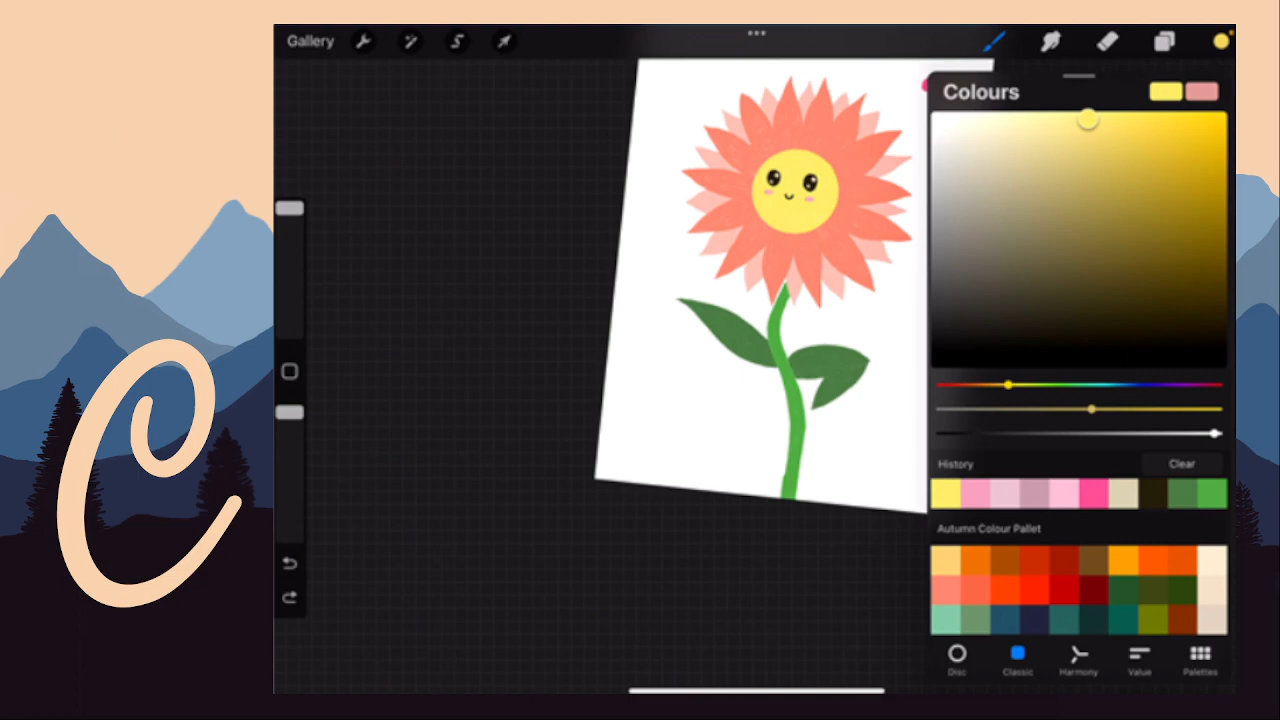 Gallery
Colours
History
Clear
Autumn Colour Pallet
Disc
Classic
Harmony
Value
Palettes
C